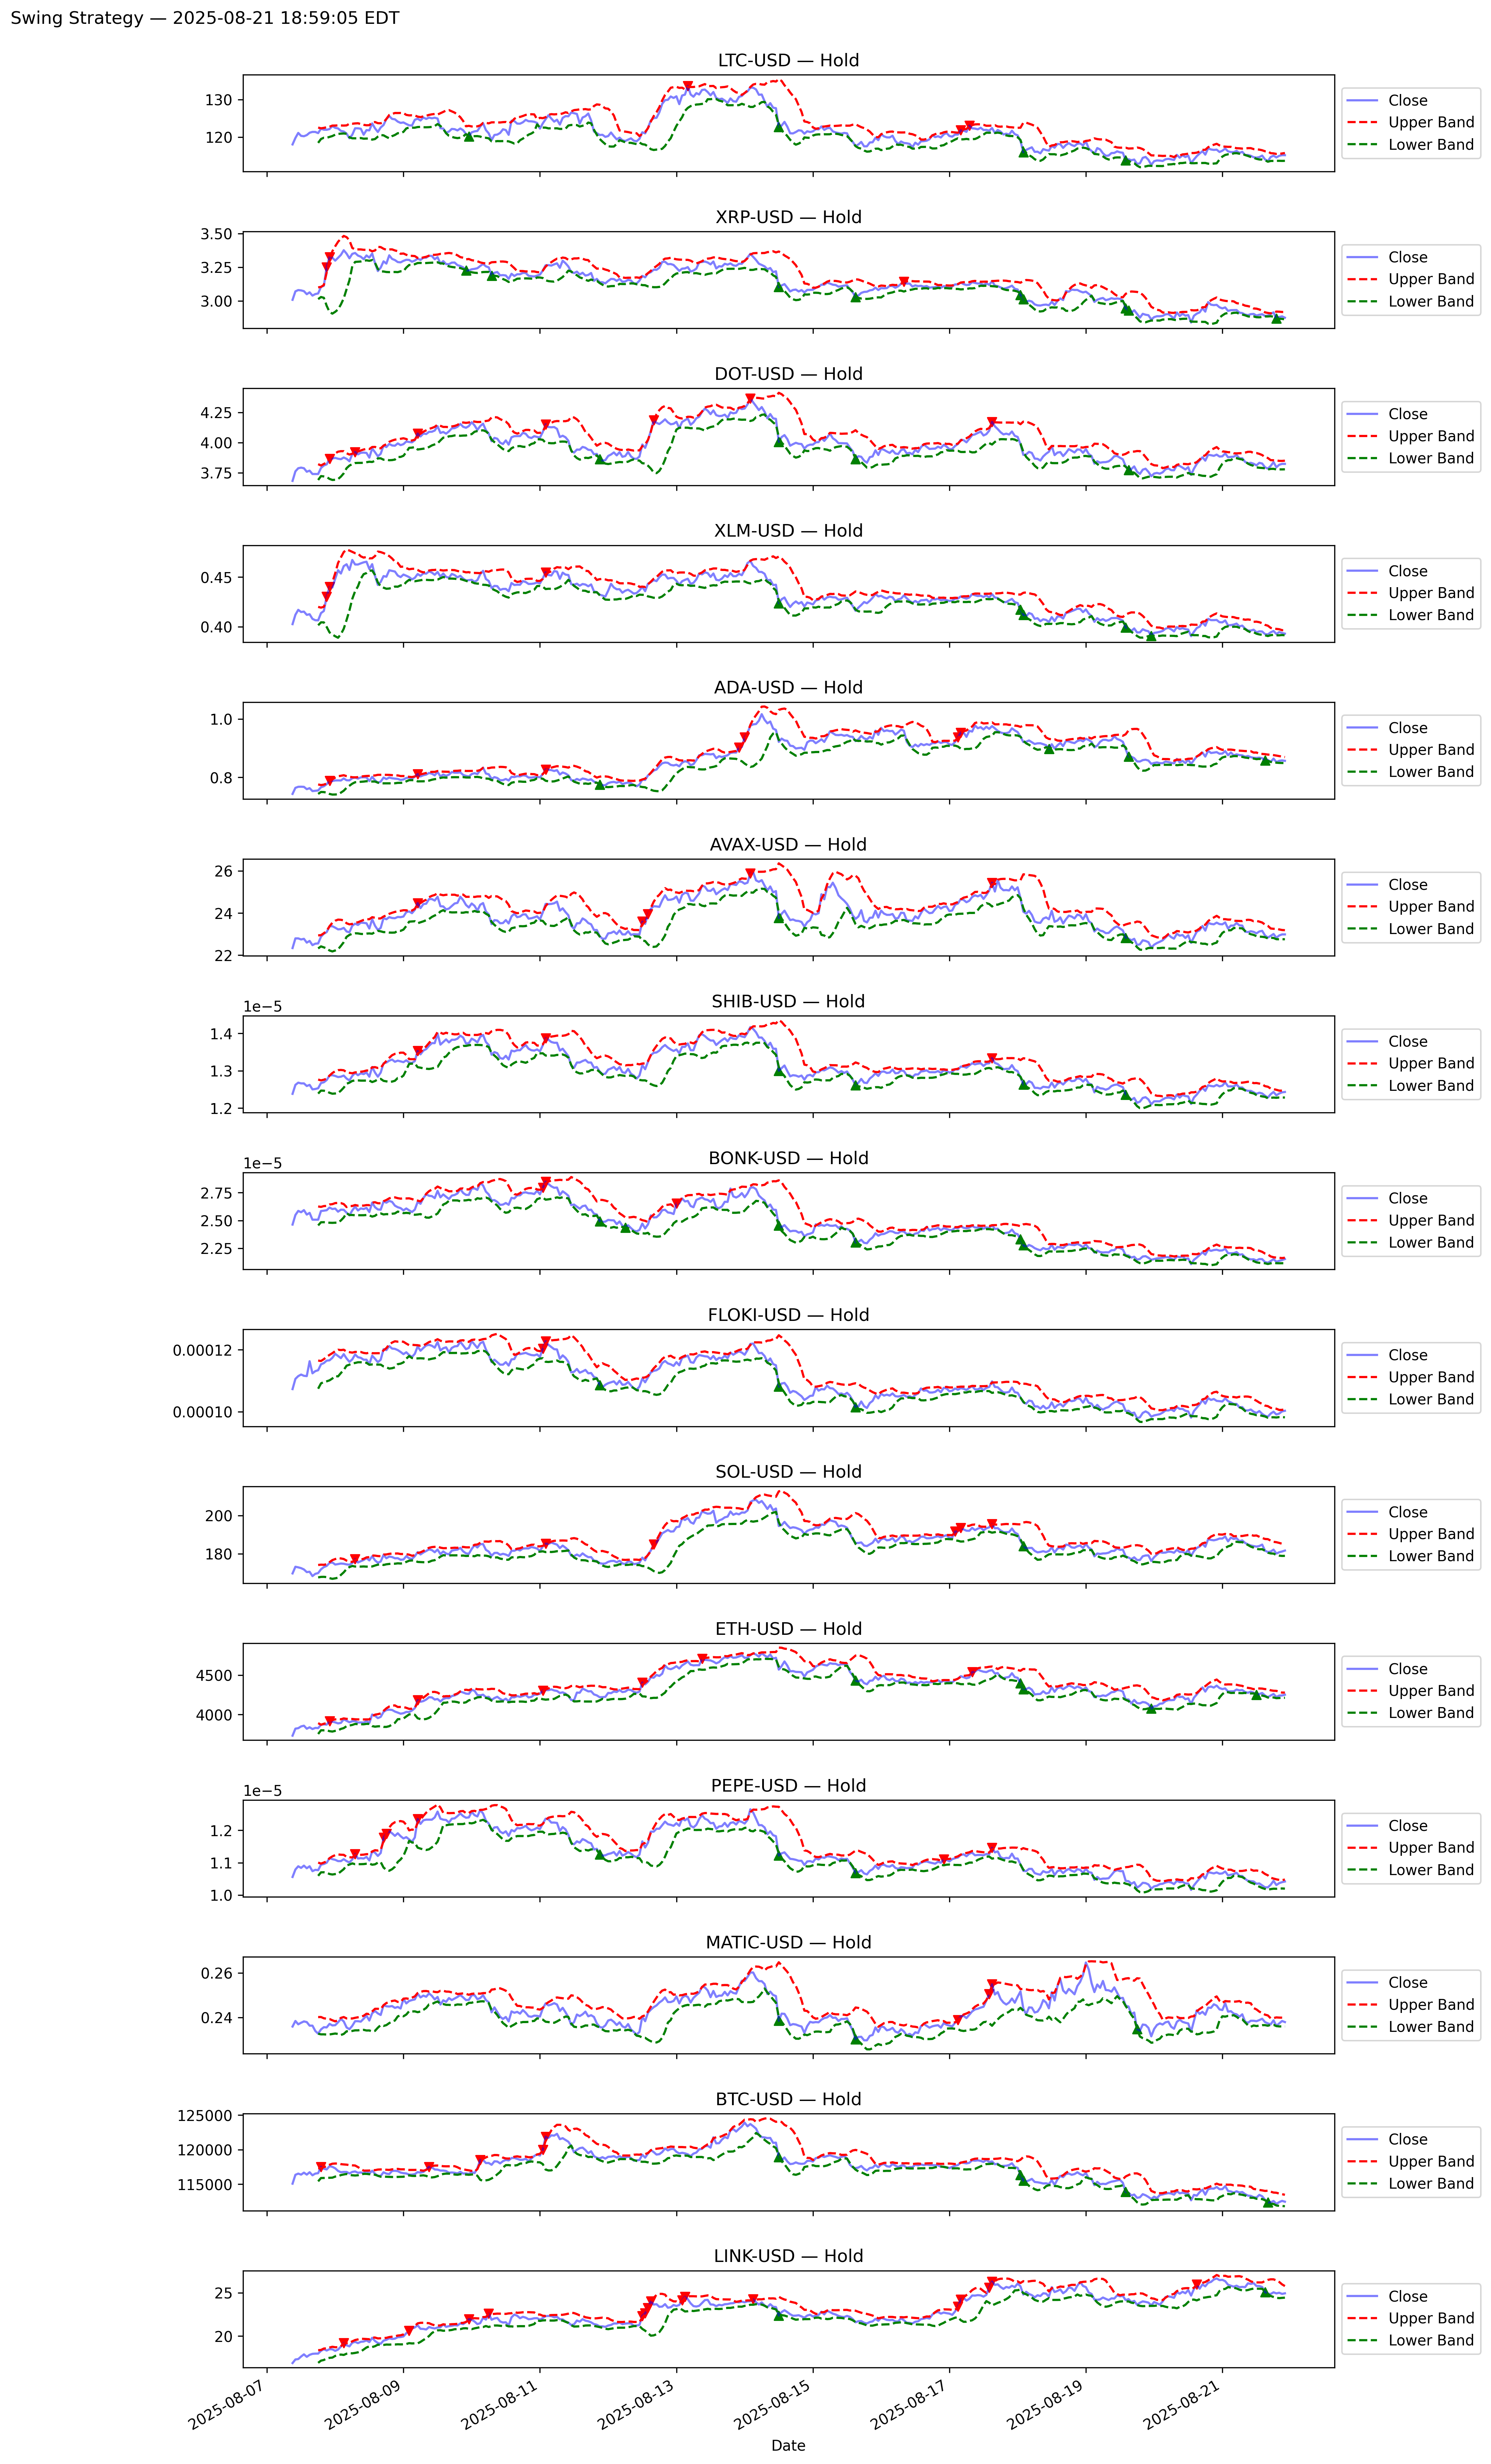 Swing Strategy — 2025-08-21 18:59:05 EDT
LTC-USD — Hold
130
120
Close
Upper Band
Lower Band
XRP-USD — Hold
3.50
3.25
3.00
Close
Upper Band
Lower Band
DOT-USD — Hold
4.25
4.00
3.75
Close
Upper Band
Lower Band
XLM-USD — Hold
0.45
0.40
Close
Upper Band
Lower Band
ADA-USD — Hold
1.0
0.8
Close
Upper Band
Lower Band
AVAX-USD — Hold
26
24
22
Close
Upper Band
Lower Band
SHIB-USD — Hold
1e−5
1.4
1.3
1.2
Close
Upper Band
Lower Band
BONK-USD — Hold
1e−5
2.75
2.50
2.25
Close
Upper Band
Lower Band
FLOKI-USD — Hold
0.00012
0.00010
Close
Upper Band
Lower Band
SOL-USD — Hold
200
180
Close
Upper Band
Lower Band
ETH-USD — Hold
4500
4000
Close
Upper Band
Lower Band
PEPE-USD — Hold
1e−5
1.2
1.1
1.0
Close
Upper Band
Lower Band
MATIC-USD — Hold
0.26
0.24
Close
Upper Band
Lower Band
BTC-USD — Hold
125000
120000
115000
Close
Upper Band
Lower Band
LINK-USD — Hold
25
20
Close
Upper Band
Lower Band
2025-08-07
2025-08-09
2025-08-11
2025-08-13
2025-08-15
2025-08-17
2025-08-19
2025-08-21
Date